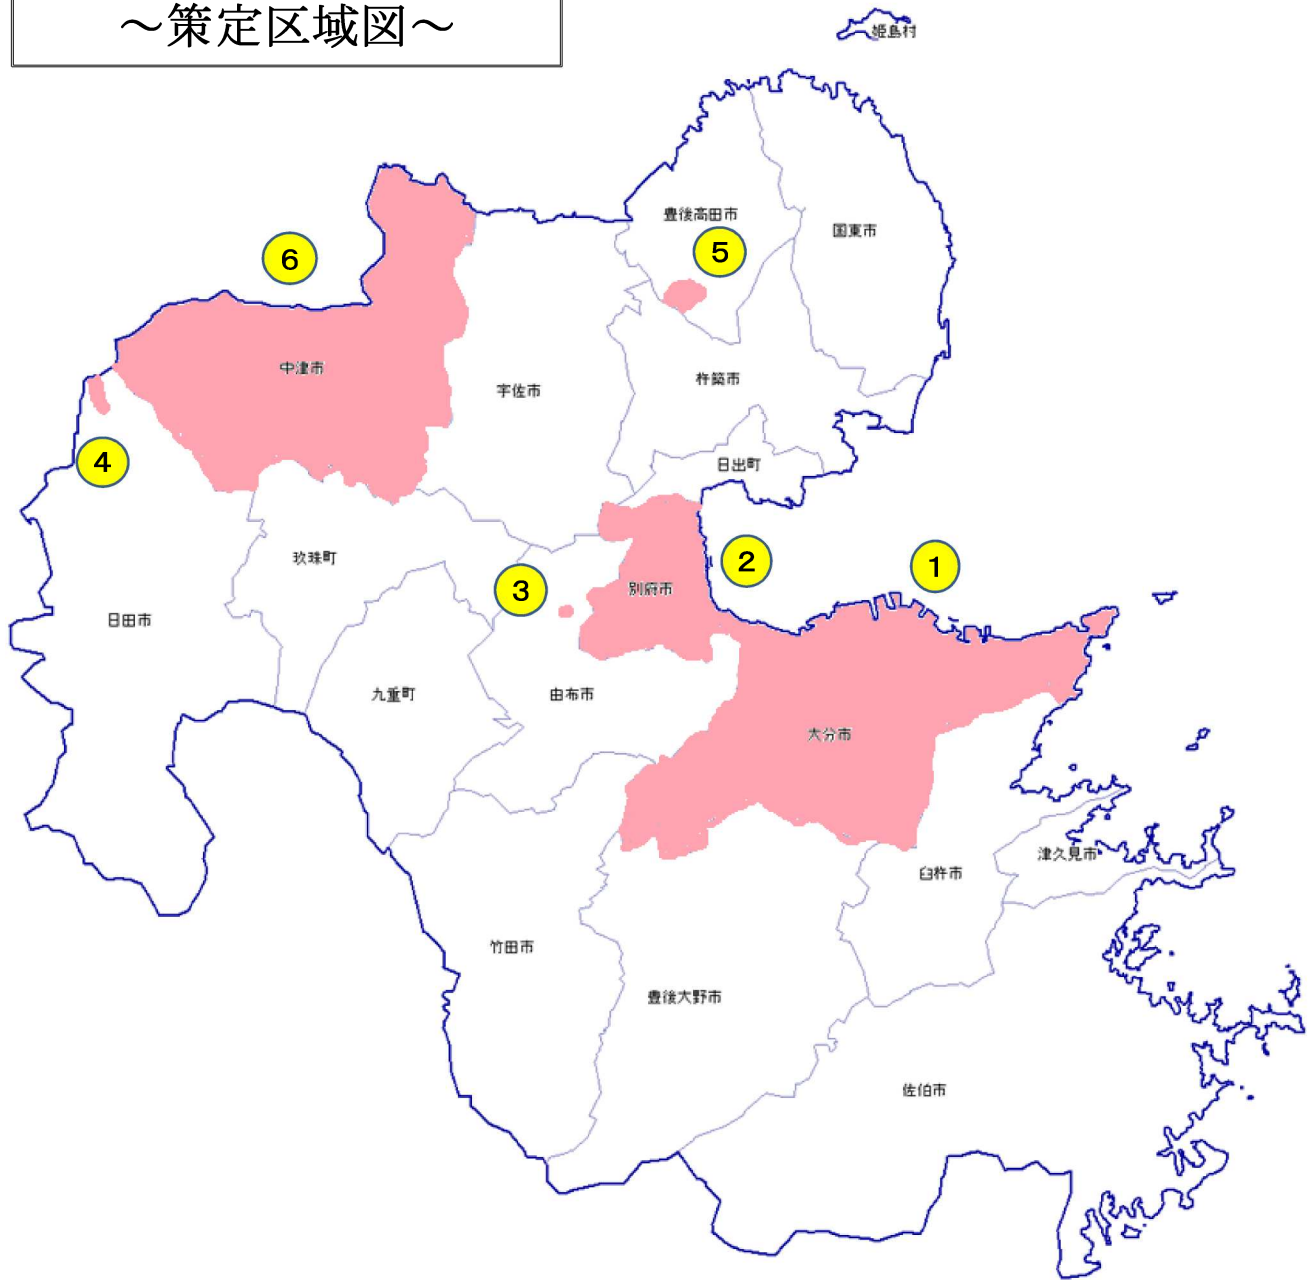 ～策定区域図～
姫島村
豊後高田市
国東市
5
6
中津市
宇佐市
杵築市
4
日出町
玖珠町
3
2
1
別府市
日田市
九重町
由布市
大分市
臼杵市
津久見市
竹田市
豊後大野市
佐伯市